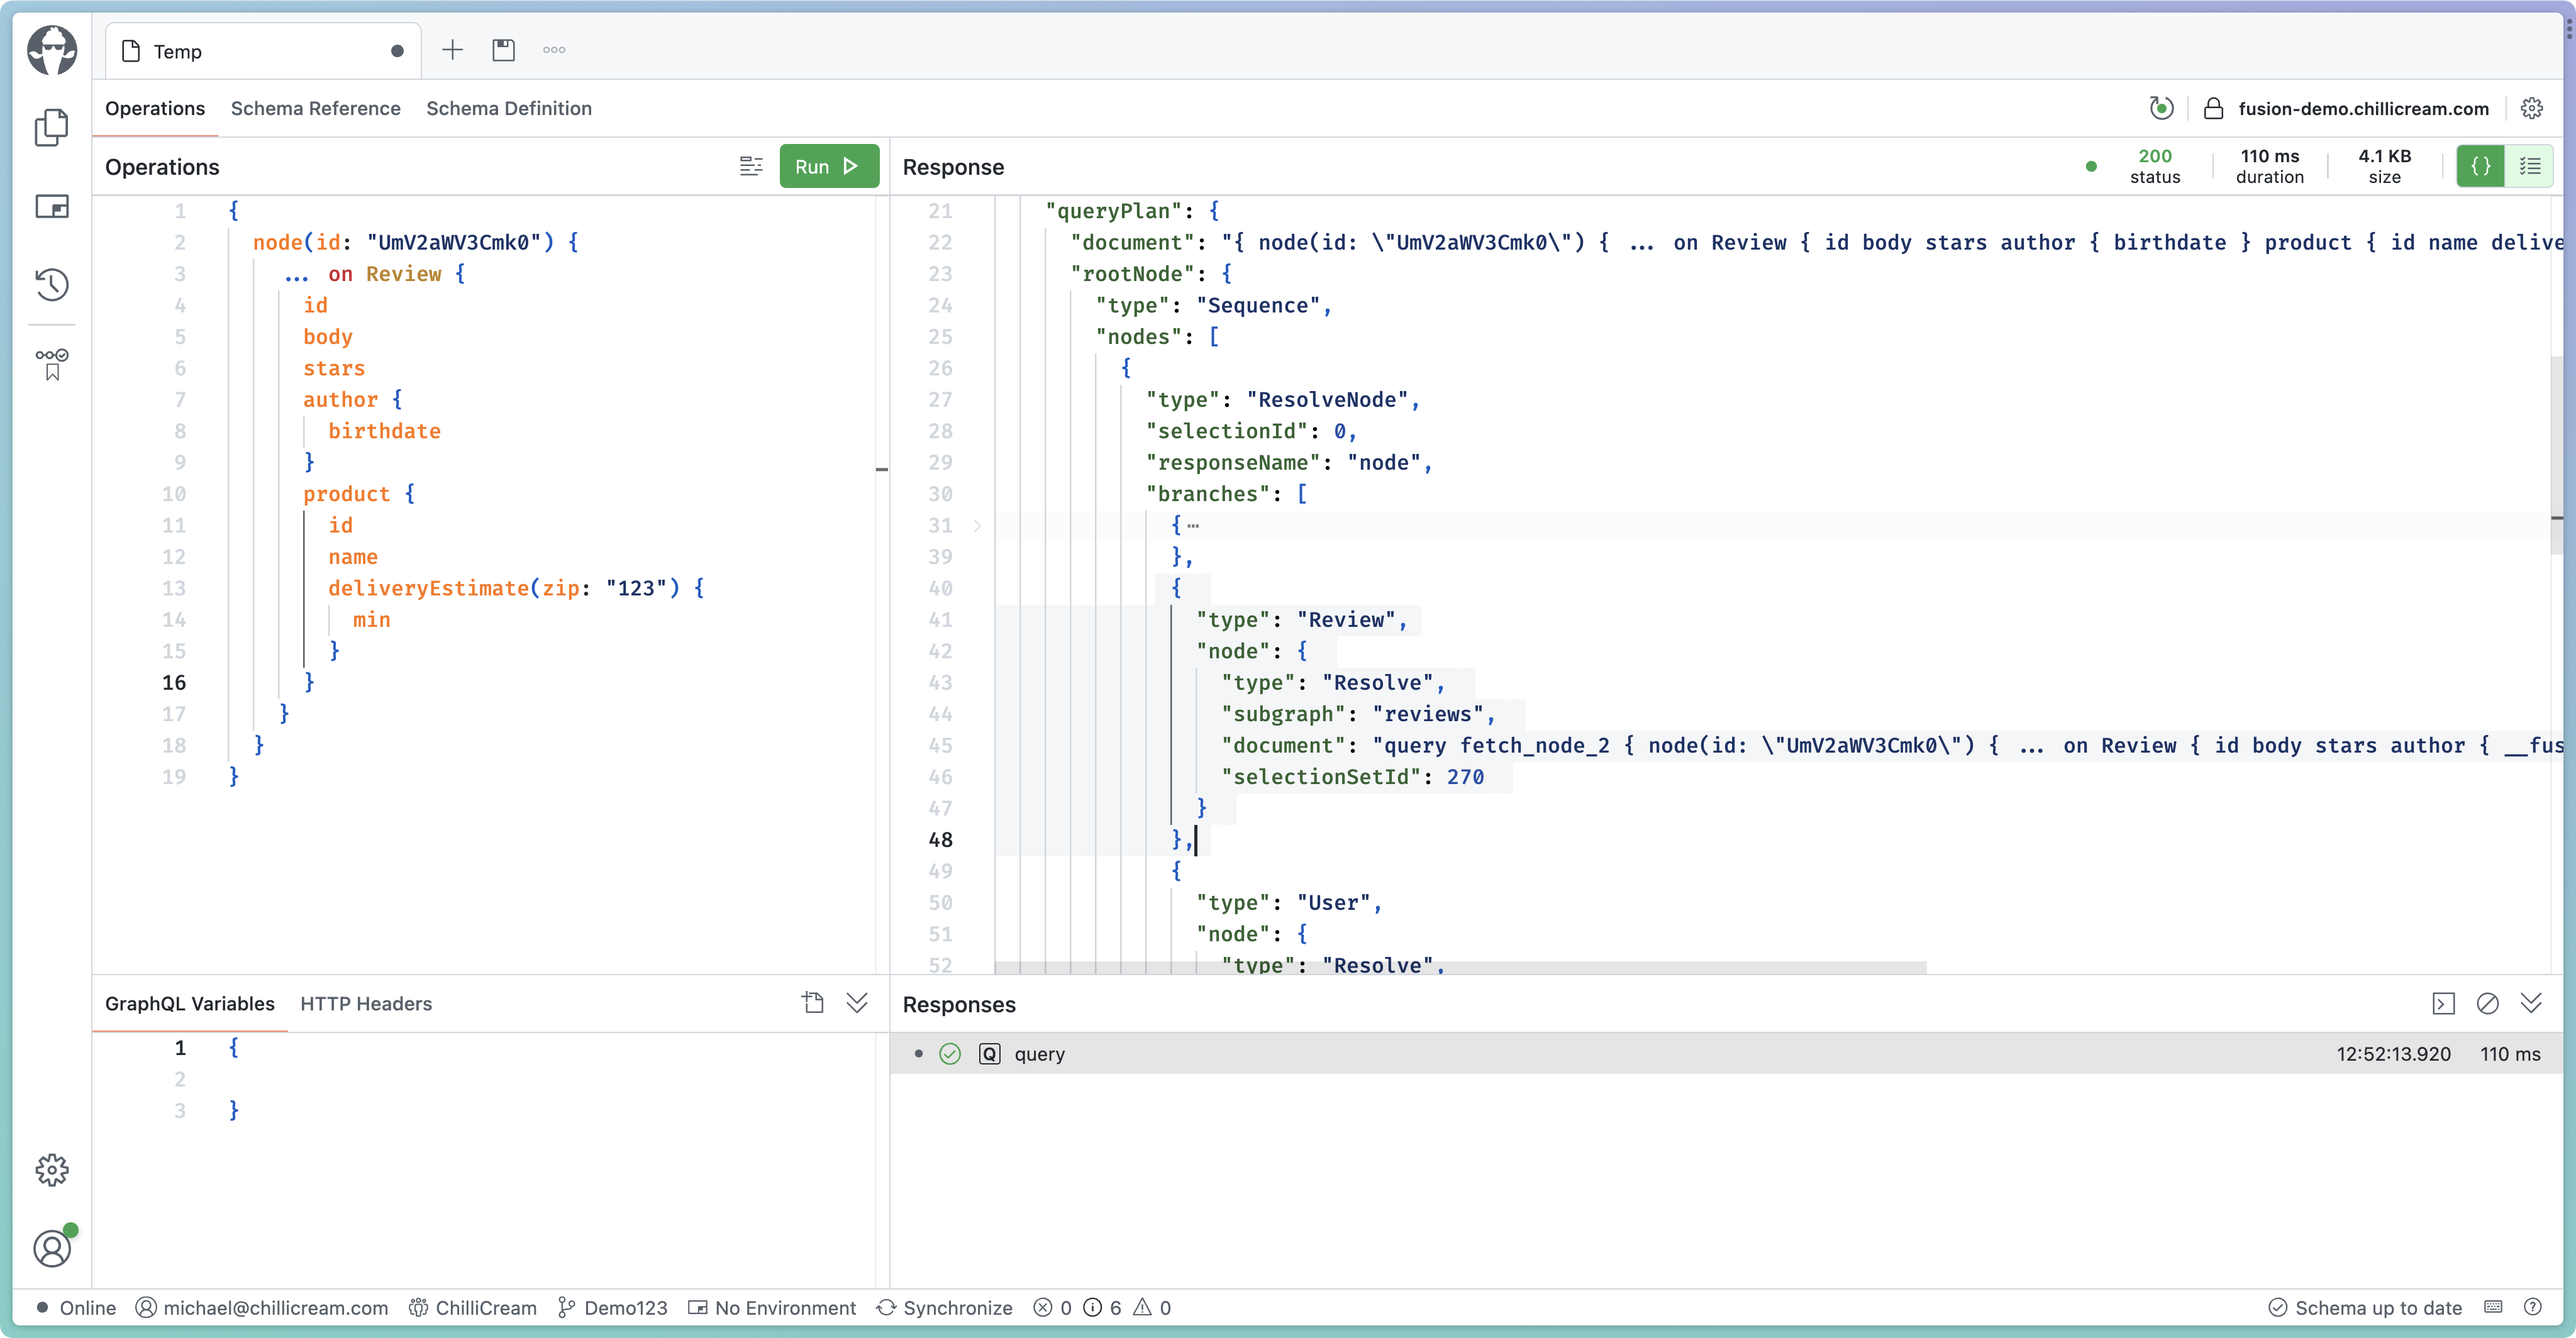 Temp
Operations Schema Reference Schema Definition
fusion-demo.chillicream.com
Operations
Run
Response
200 status
110 ms duration
4.1 KB size
{ }
1 {
2 node(id: "UmV2aWV3Cmk0") {
3 ... on Review {
4 id
5 body
6 stars
7 author {
8 birthdate
9 }
10 product {
11 id
12 name
13 deliveryEstimate(zip: "123") {
14 min
15 }
16 }
17 }
18 }
19 }
21 "queryPlan": {
22 "document": "{ node(id: \"UmV2aWV3Cmk0\") { ... on Review { id body stars author { birthdate } product { id name delive
23 "rootNode": {
24 "type": "Sequence",
25 "nodes": [
26 {
27 "type": "ResolveNode",
28 "selectionId": 0,
29 "responseName": "node",
30 "branches": [
31 {⋯
39 },
40 {
41 "type": "Review",
42 "node": {
43 "type": "Resolve",
44 "subgraph": "reviews",
45 "document": "query fetch_node_2 { node(id: \"UmV2aWV3Cmk0\") { ... on Review { id body stars author { __fus
46 "selectionSetId": 270
47 }
48 },
49 {
50 "type": "User",
51 "node": {
52 "type": "Resolve",
GraphQL Variables HTTP Headers
1 {
2
3 }
Responses
Q query 12:52:13.920 110 ms
Online michael@chillicream.com ChilliCream Demo123 No Environment Synchronize 0 6 0 Schema up to date